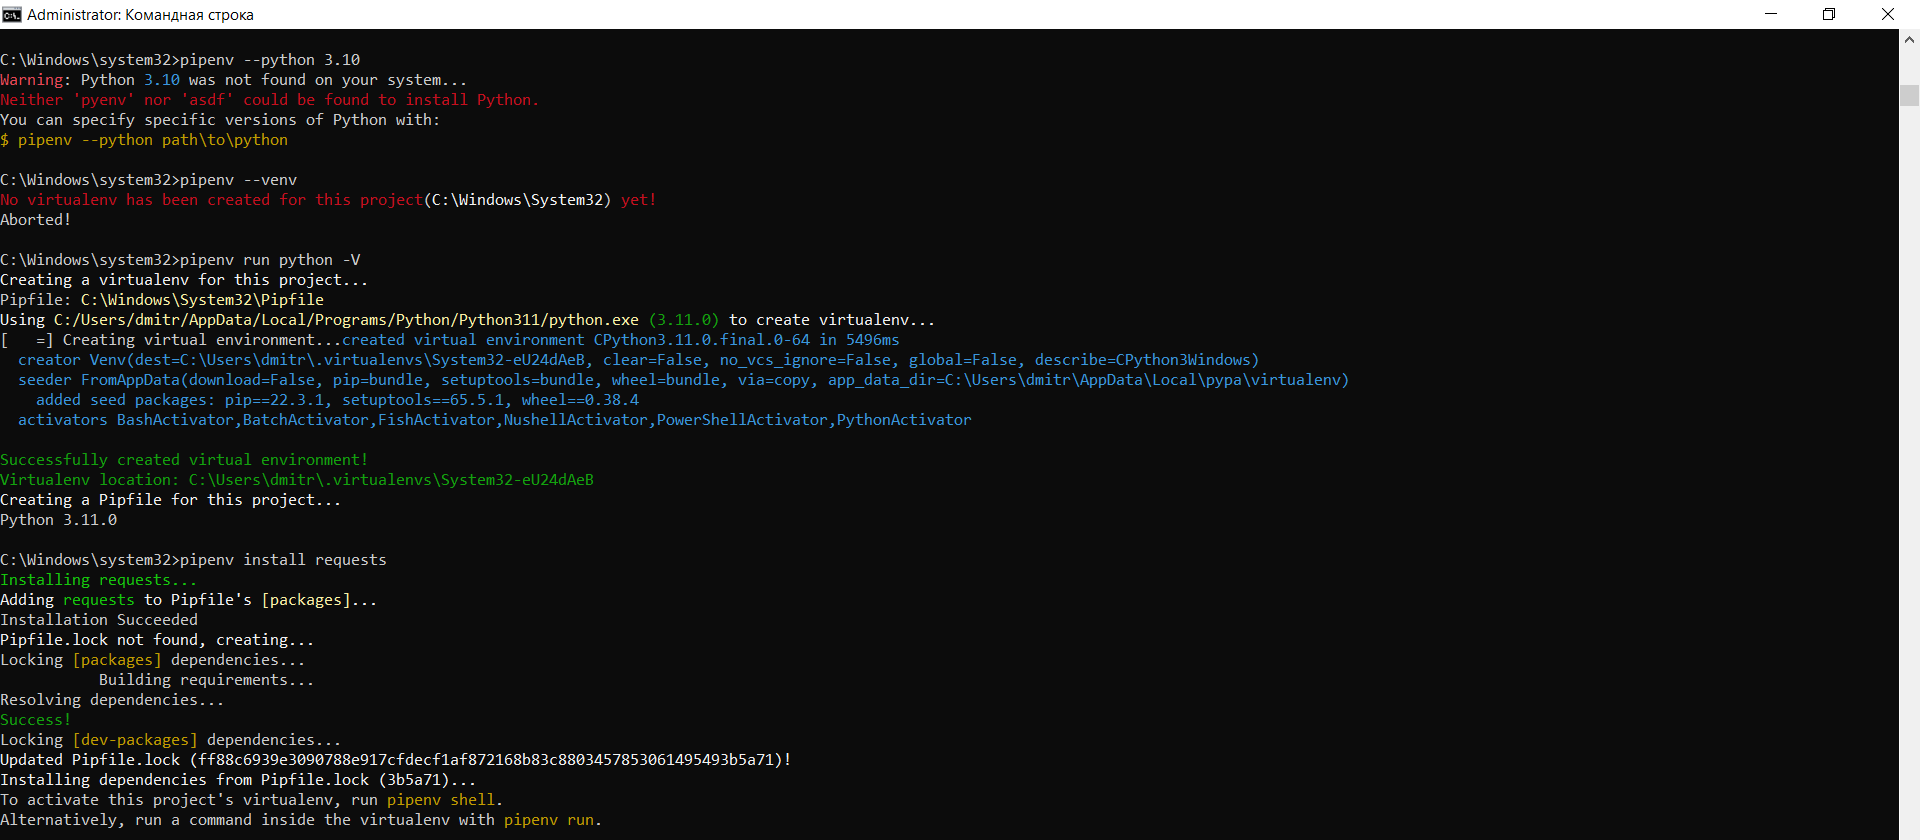 Administrator: Командная строка
C:\Windows\system32>pipenv --python 3.10
Warning: Python 3.10 was not found on your system...
Neither 'pyenv' nor 'asdf' could be found to install Python.
You can specify specific versions of Python with:
$ pipenv --python path\to\python
C:\Windows\system32>pipenv --venv
No virtualenv has been created for this project(C:\Windows\System32) yet!
Aborted!
C:\Windows\system32>pipenv run python -V
Creating a virtualenv for this project...
Pipfile: C:\Windows\System32\Pipfile
Using C:/Users/dmitr/AppData/Local/Programs/Python/Python311/python.exe (3.11.0) to create virtualenv...
[   =] Creating virtual environment...created virtual environment CPython3.11.0.final.0-64 in 5496ms
  creator Venv(dest=C:\Users\dmitr\.virtualenvs\System32-eU24dAeB, clear=False, no_vcs_ignore=False, global=False, describe=CPython3Windows)
  seeder FromAppData(download=False, pip=bundle, setuptools=bundle, wheel=bundle, via=copy, app_data_dir=C:\Users\dmitr\AppData\Local\pypa\virtualenv)
    added seed packages: pip==22.3.1, setuptools==65.5.1, wheel==0.38.4
  activators BashActivator,BatchActivator,FishActivator,NushellActivator,PowerShellActivator,PythonActivator
Successfully created virtual environment!
Virtualenv location: C:\Users\dmitr\.virtualenvs\System32-eU24dAeB
Creating a Pipfile for this project...
Python 3.11.0
C:\Windows\system32>pipenv install requests
Installing requests...
Adding requests to Pipfile's [packages]...
Installation Succeeded
Pipfile.lock not found, creating...
Locking [packages] dependencies...
           Building requirements...
Resolving dependencies...
Success!
Locking [dev-packages] dependencies...
Updated Pipfile.lock (ff88c6939e3090788e917cfdecf1af872168b83c8803457853061495493b5a71)!
Installing dependencies from Pipfile.lock (3b5a71)...
To activate this project's virtualenv, run pipenv shell.
Alternatively, run a command inside the virtualenv with pipenv run.